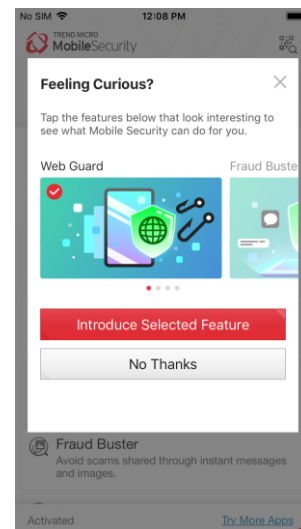 No SIM 12:08 PM
TREND MICRO
MobileSecurity
Feeling Curious?
Tap the features below that look interesting to
see what Mobile Security can do for you.
Web Guard Fraud Buste
Introduce Selected Feature
No Thanks
Fraud Buster
Avoid scams shared through instant messages
and images.
Activated Try More Apps